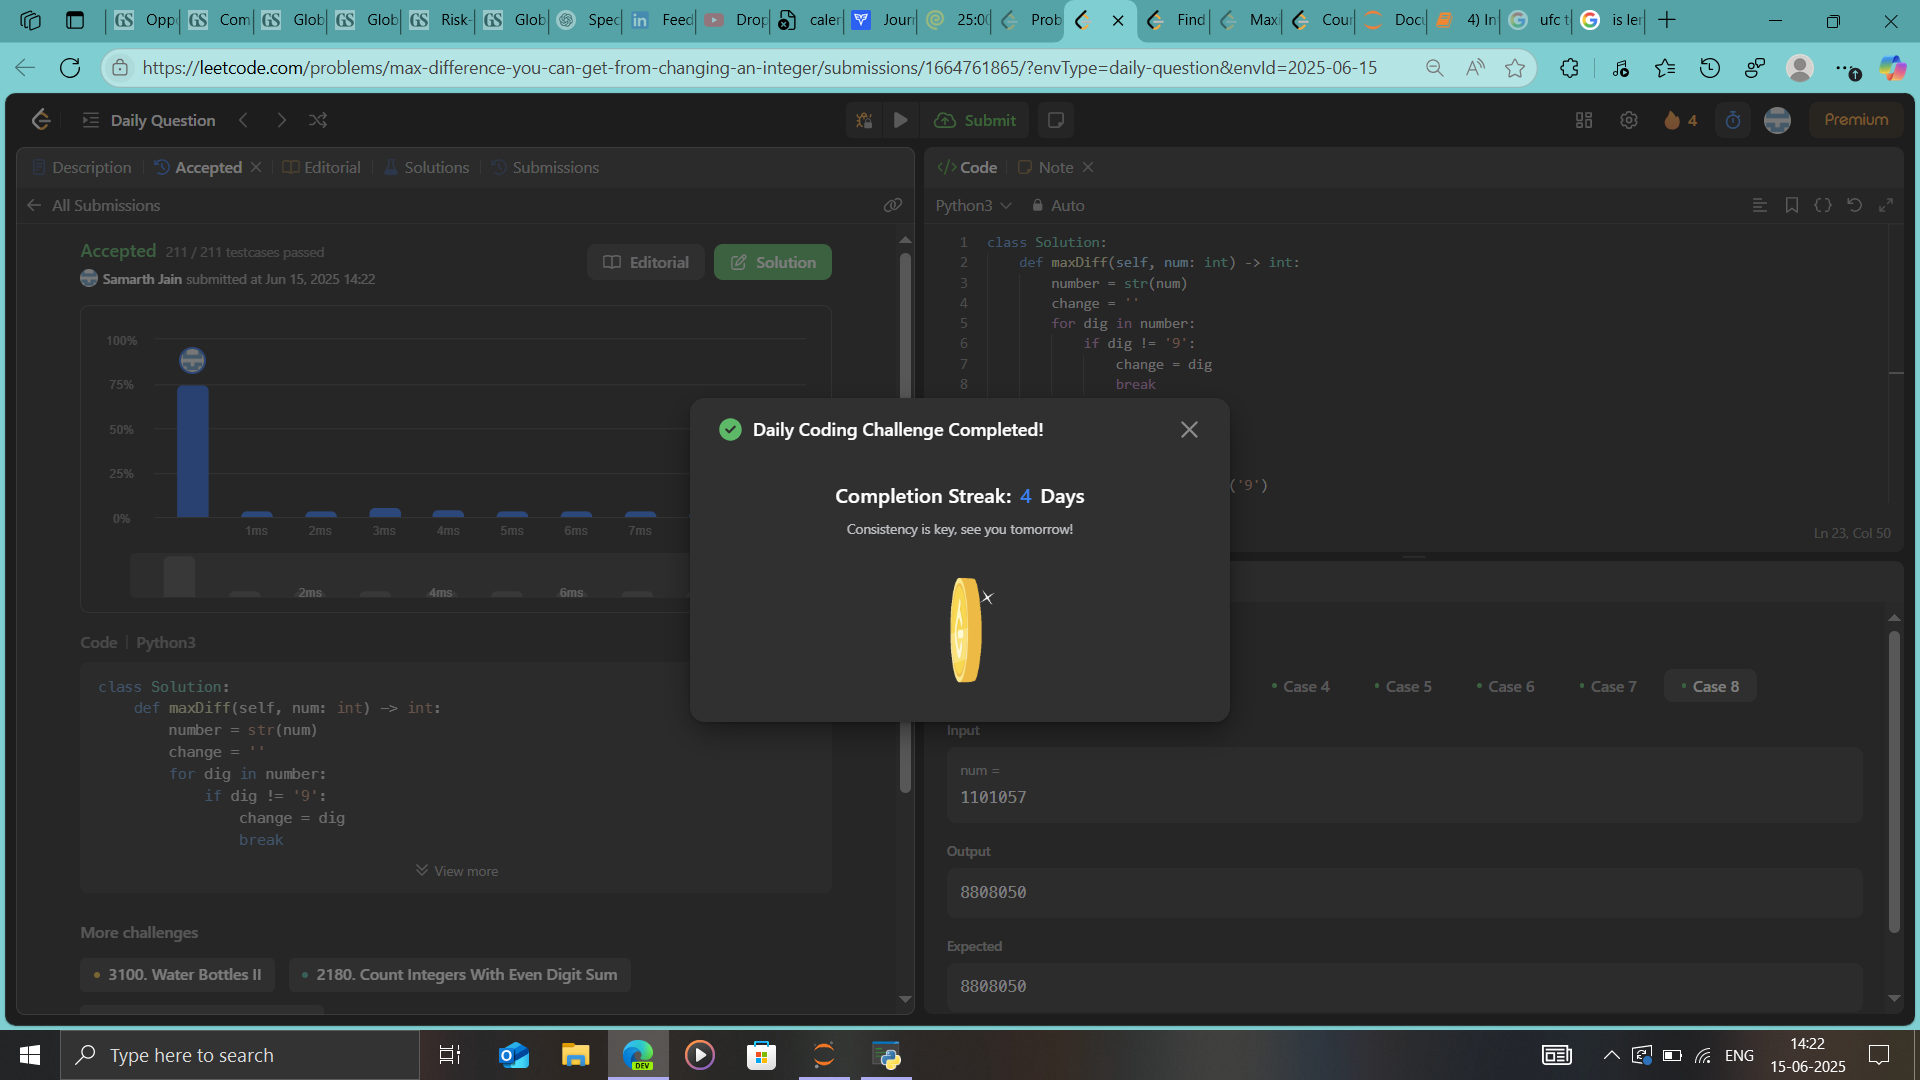 Oppo
Com
Glob
Glob
Risk-
Glob
Spec
Feed
Drop
caler
Jour
25:00
Prob
Find
Max
Cour
Docu
4) In
ufc t
is ler
https://leetcode.com/problems/max-difference-you-can-get-from-changing-an-integer/submissions/1664761865/?envType=daily-question&envId=2025-06-15
Daily Question
Submit
4
Premium
Description
Accepted
Editorial
Solutions
Submissions
All Submissions
Accepted 211 / 211 testcases passed
Samarth Jain submitted at Jun 15, 2025 14:22
Editorial
Solution
100%
75%
50%
25%
0%
1ms 2ms 3ms 4ms 5ms 6ms 7ms
2ms 4ms 6ms
Code | Python3
class Solution:
def maxDiff(self, num: int) -> int:
number = str(num)
change = ''
for dig in number:
if dig != '9':
change = dig
break
View more
More challenges
3100. Water Bottles II
2180. Count Integers With Even Digit Sum
</> Code
Note
Python3
Auto
1 class Solution:
2 def maxDiff(self, num: int) -> int:
3 number = str(num)
4 change = ''
5 for dig in number:
6 if dig != '9':
7 change = dig
8 break
('9')
Ln 23, Col 50
Daily Coding Challenge Completed!
Completion Streak: 4 Days
Consistency is key, see you tomorrow!
Case 4
Case 5
Case 6
Case 7
Case 8
Input
num =
1101057
Output
8808050
Expected
8808050
Type here to search
DEV
ENG
14:22
15-06-2025